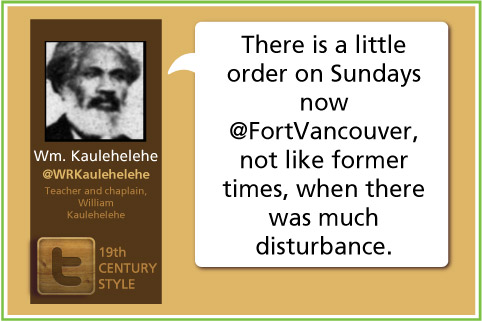 Wm. Kaulehelehe
@WRKaulehelehe
Teacher and chaplain,
William
Kaulehelehe
t
19th
CENTURY
STYLE
There is a little
order on Sundays
now
@FortVancouver,
not like former
times, when there
was much
disturbance.